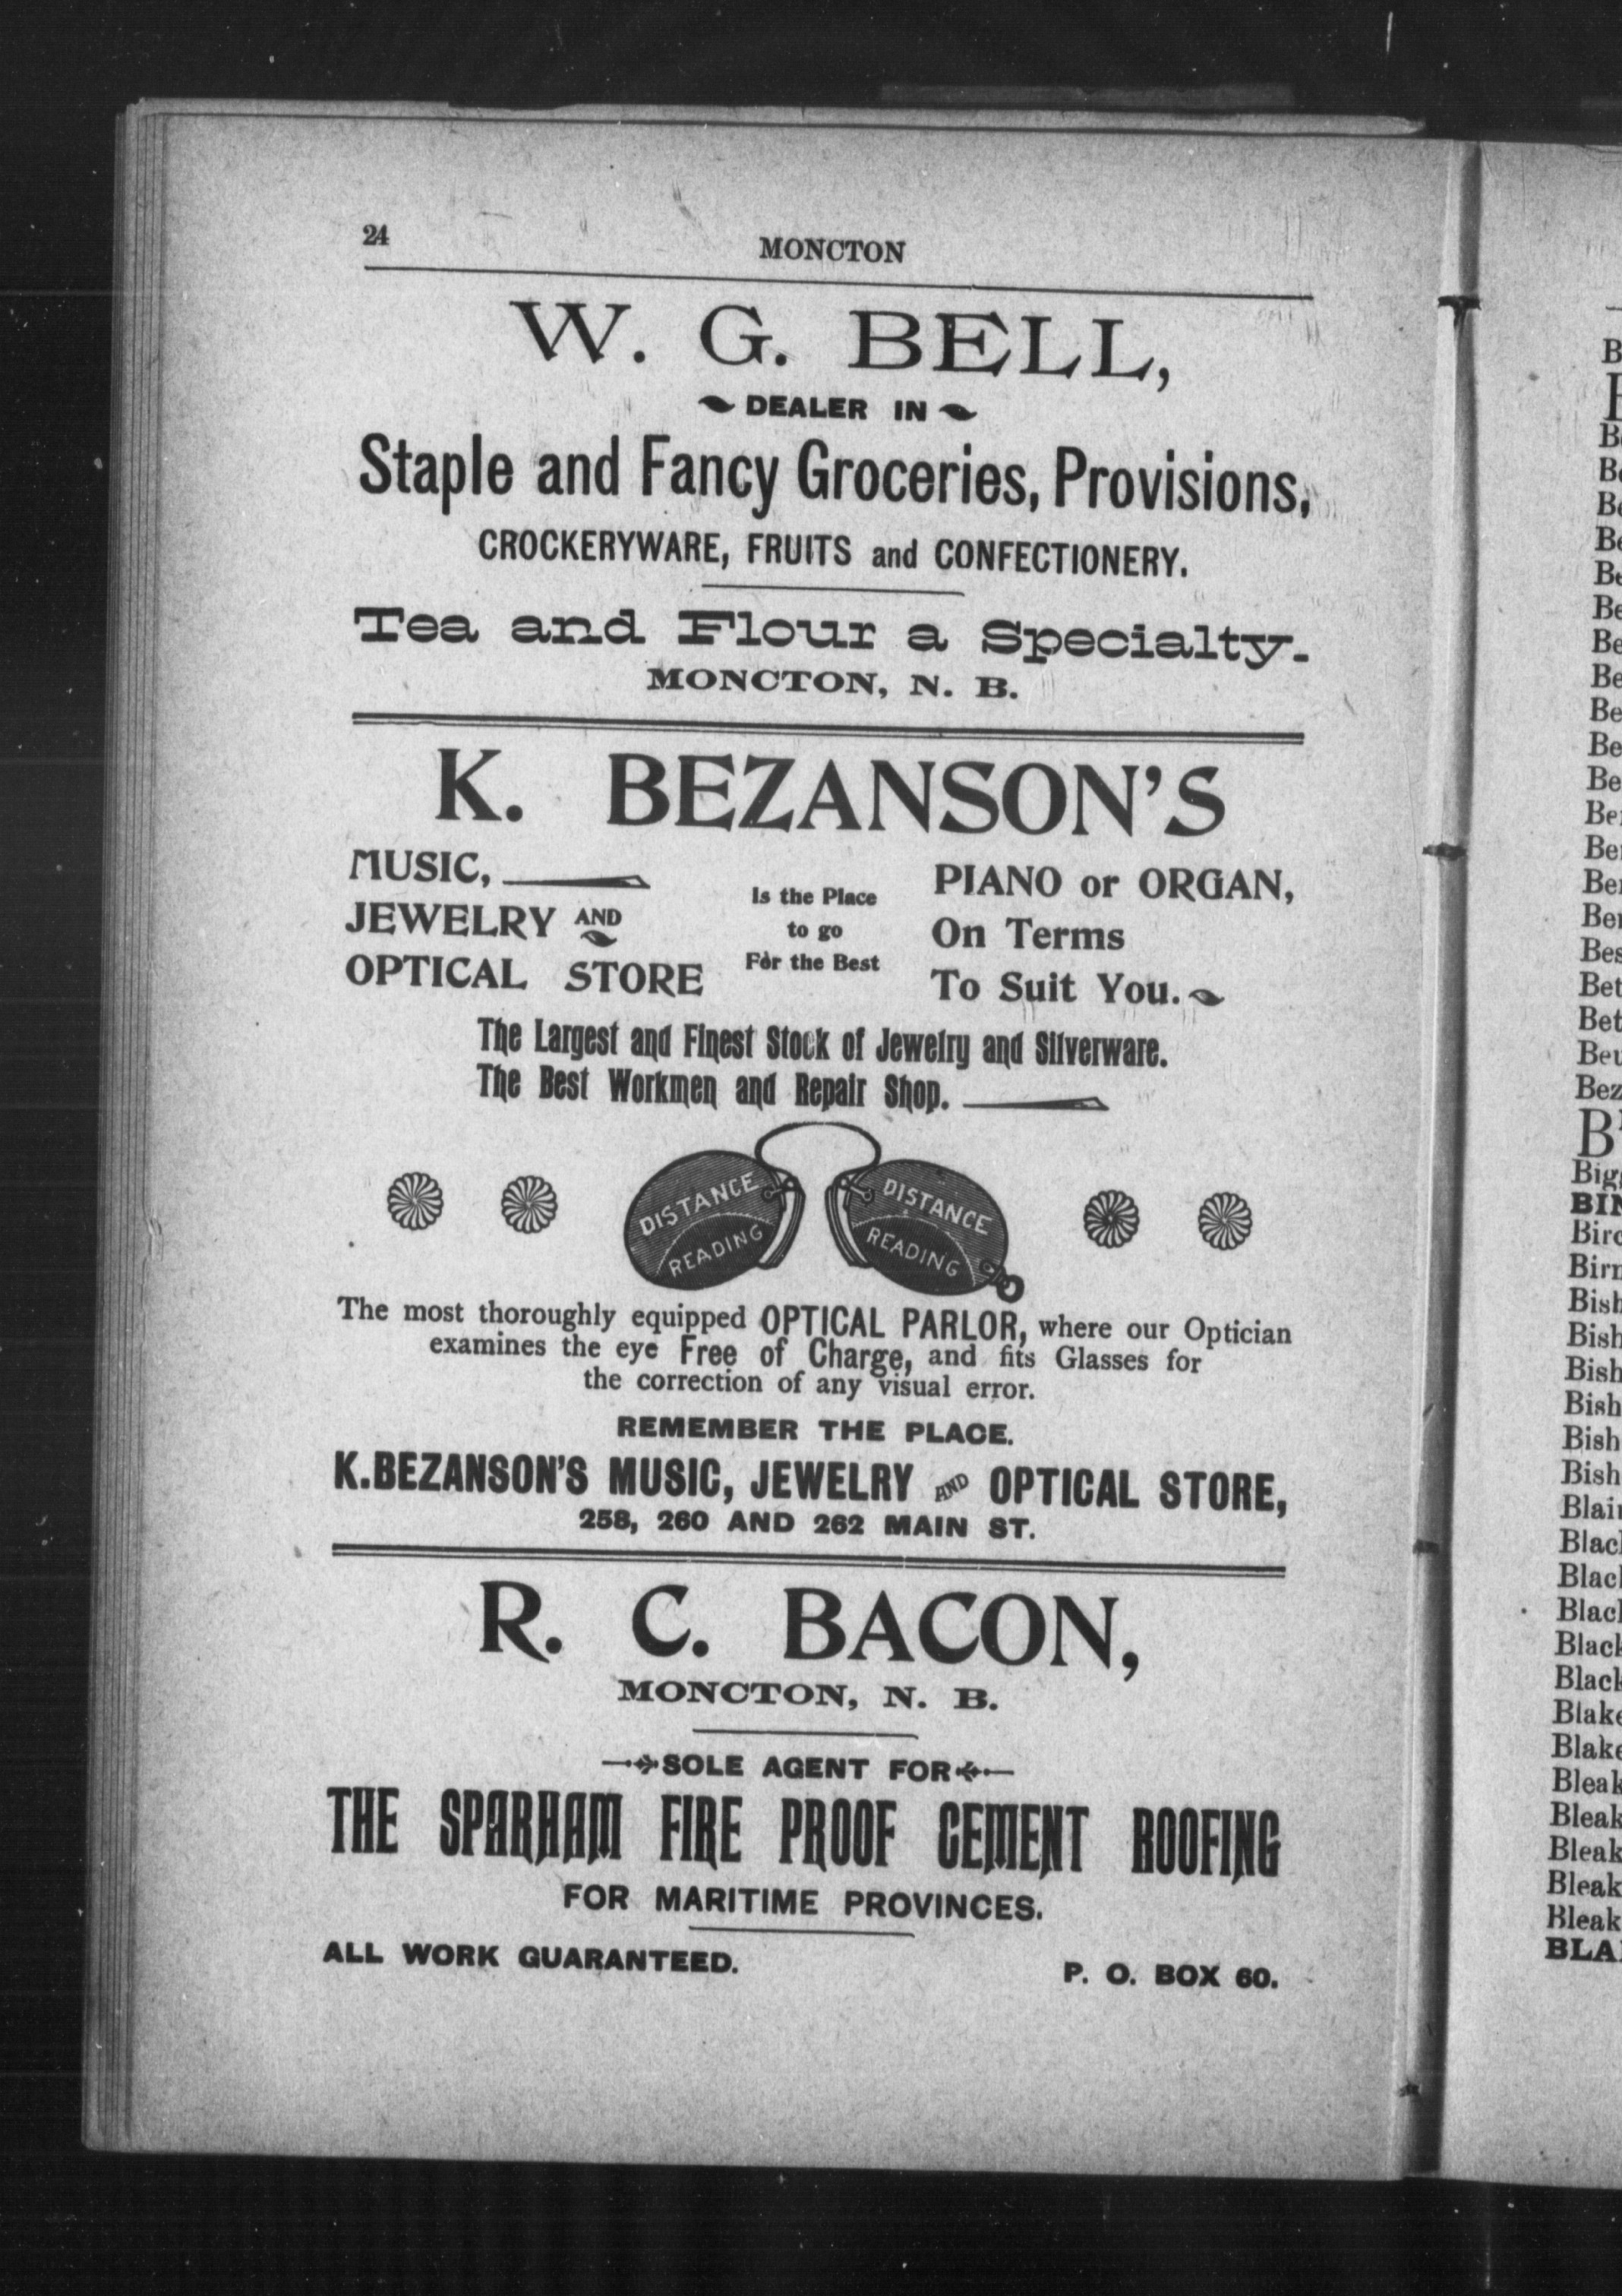 24
MONCTON
W. G. BELL,
DEALER IN
Staple and Fancy Groceries, Provisions,
CROCKERYWARE, FRUITS and CONFECTIONERY.
Tea and Flour a Specialty.
MONCTON, N. B.
K. BEZANSON'S
MUSIC,
JEWELRY AND
OPTICAL STORE
Is the Place
to go
For the Best
PIANO or ORGAN,
On Terms
To Suit You.
The Largest and Finest Stock of Jewelry and Silverware.
The Best Workmen and Repair Shop.
DISTANCE
READING
DISTANCE
READING
The most thoroughly equipped OPTICAL PARLOR, where our Optician
examines the eye Free of Charge, and fits Glasses for
the correction of any visual error.
REMEMBER THE PLACE.
K. BEZANSON'S MUSIC, JEWELRY AND OPTICAL STORE,
258, 260 AND 262 MAIN ST.
R. C. BACON,
MONCTON, N. B.
SOLE AGENT FOR
THE SPARHAM FIRE PROOF CEMENT ROOFING
FOR MARITIME PROVINCES.
ALL WORK GUARANTEED.
P. O. BOX 60.